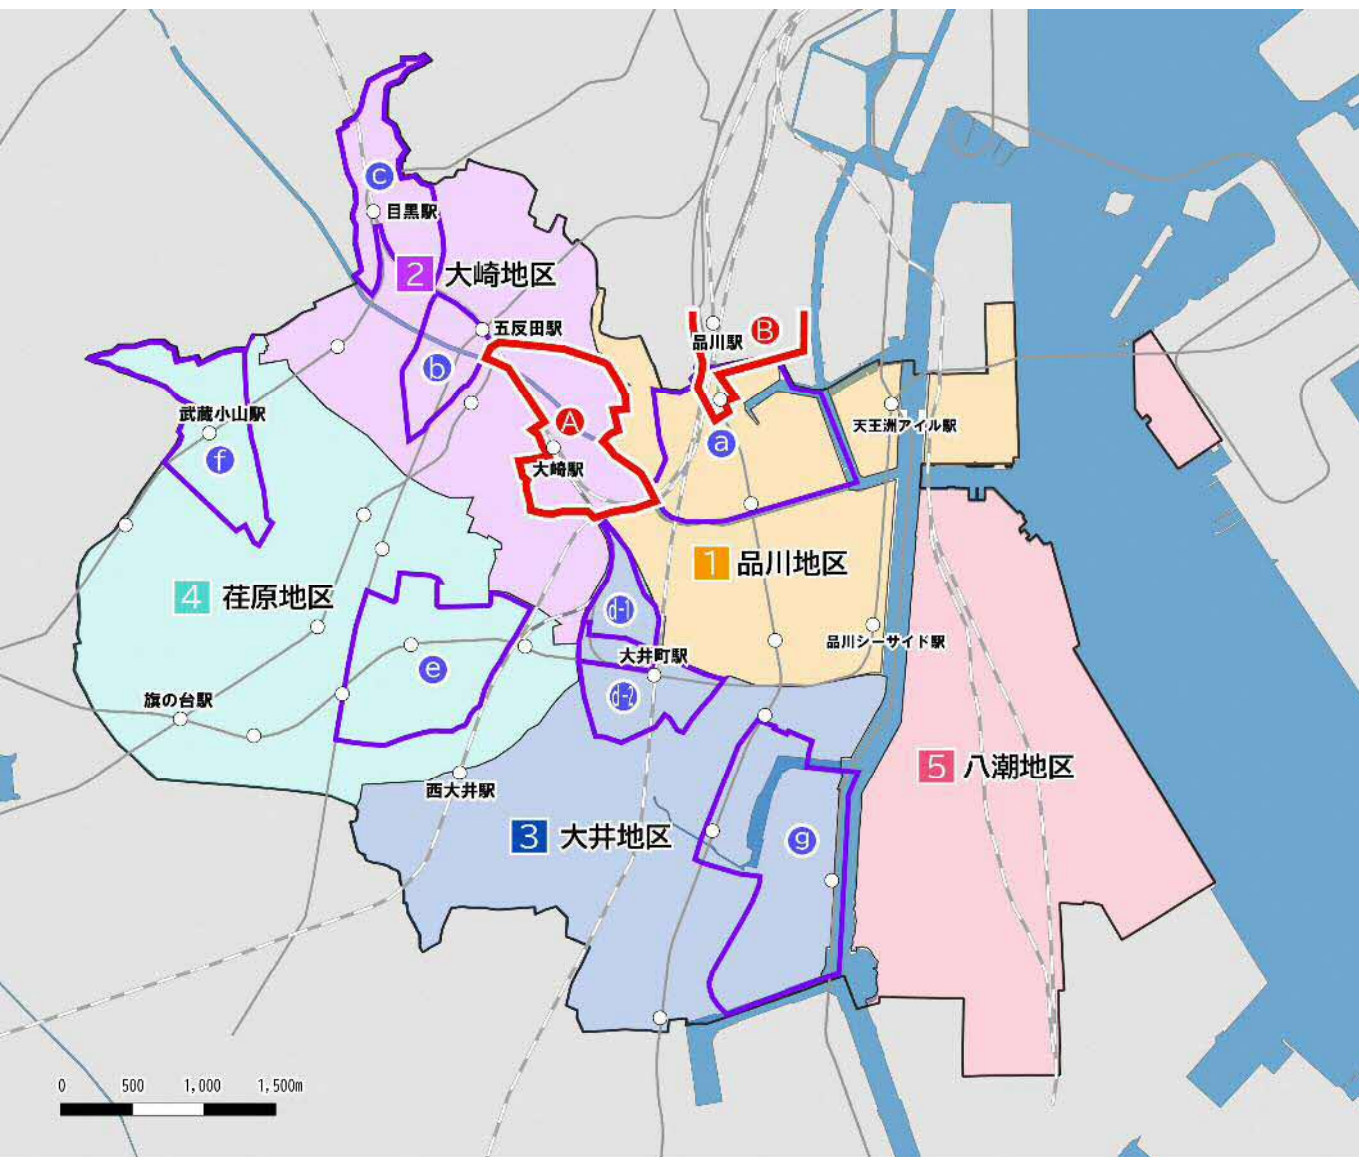 c
目黒駅
2 大崎地区
五反田駅
品川駅
B
b
武蔵小山駅
A
天王洲アイル駅
f
a
大崎駅
1 品川地区
4 荏原地区
d-1
品川シーサイド駅
大井町駅
e
d-2
旗の台駅
5 八潮地区
西大井駅
3 大井地区
g
0 500 1,000 1,500m